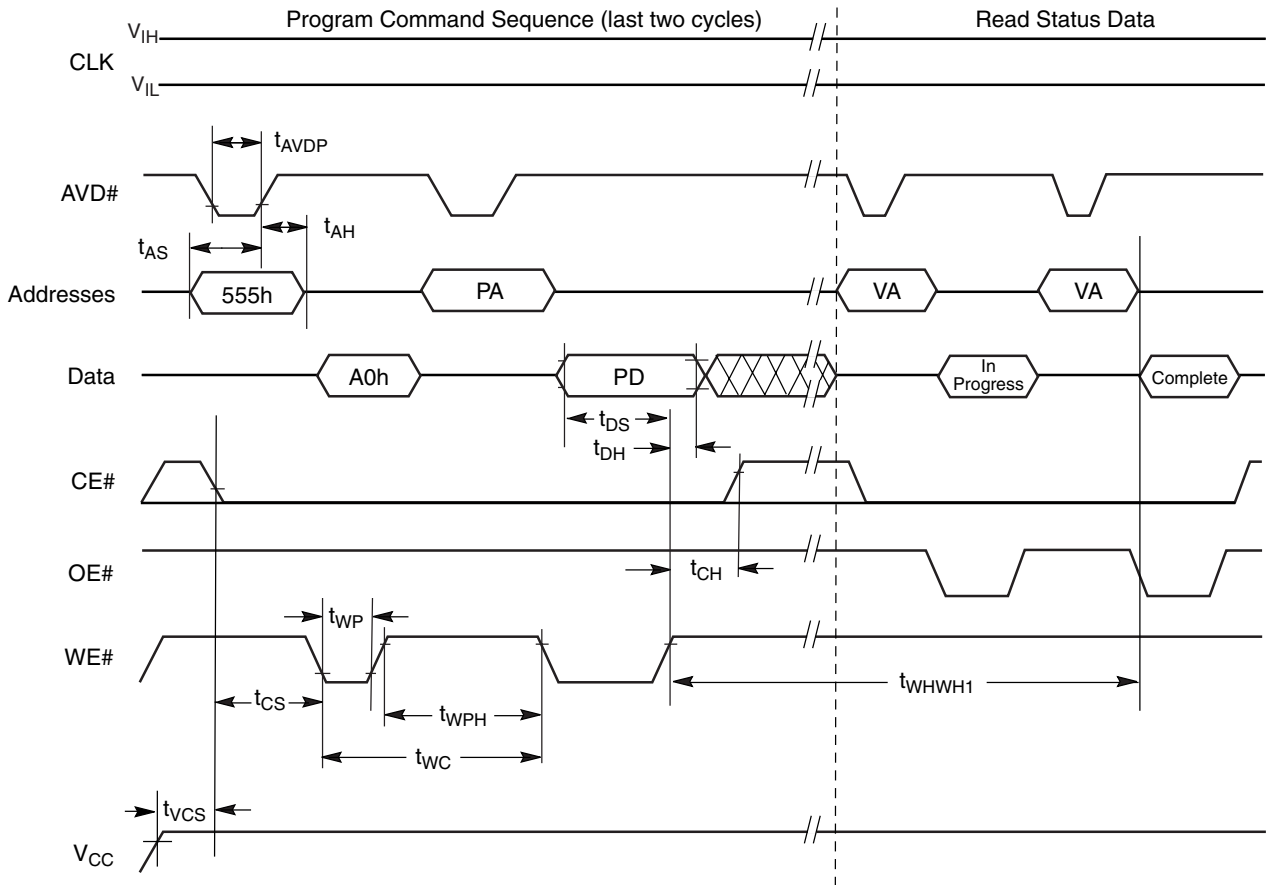 Program Command Sequence (last two cycles) Read Status Data
VIH
CLK
VIL
tAVDP
AVD#
tAH
tAS
Addresses 555h PA VA VA
Data A0h PD In Progress Complete
tDS
tDH
CE#
OE#
tCH
tWP
WE#
tWHWH1
tCS
tWPH
tWC
tVCS
VCC